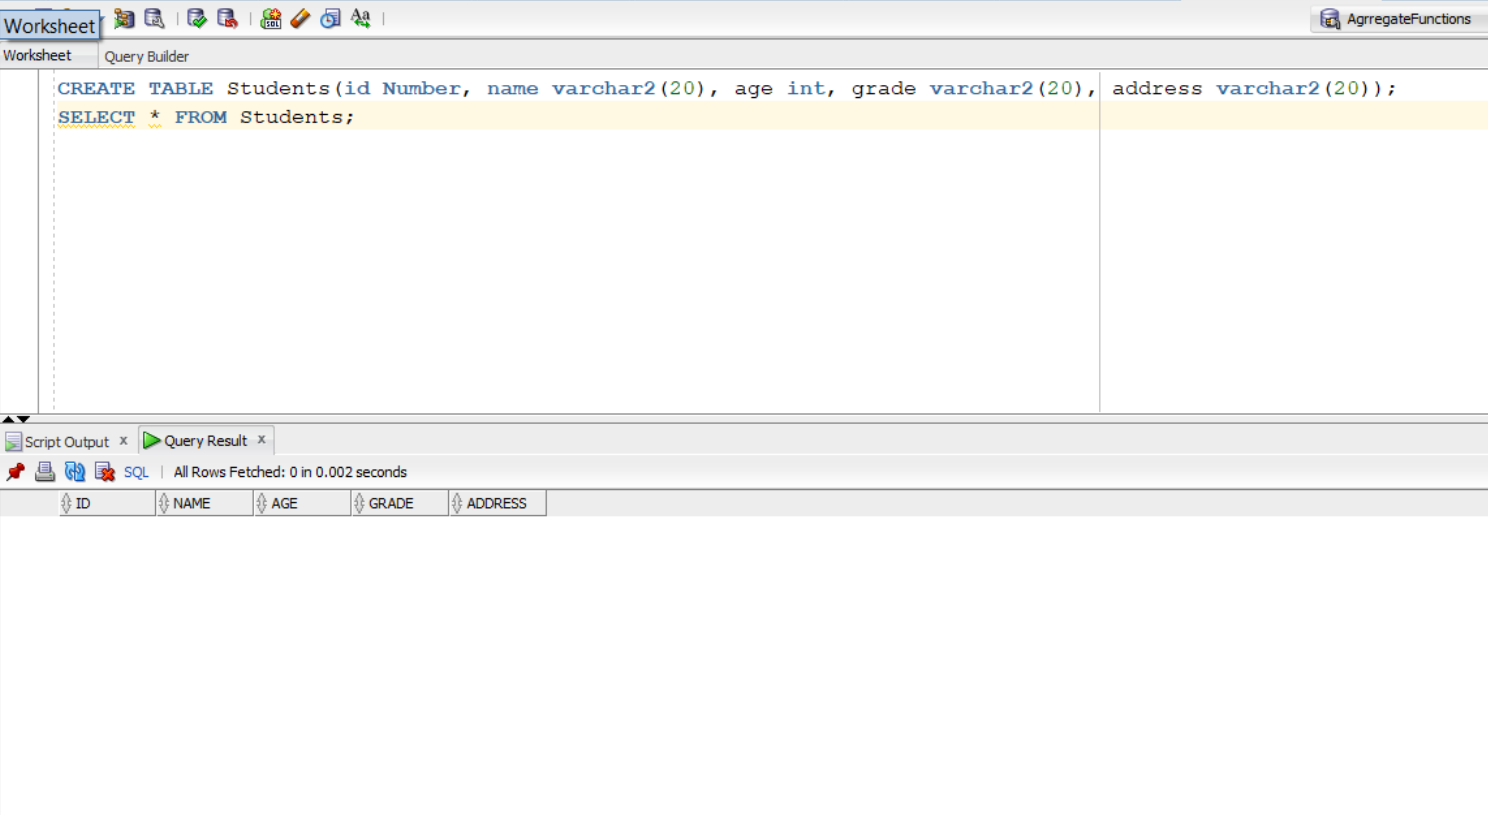 Worksheet
AgrregateFunctions
Worksheet Query Builder
CREATE TABLE Students(id Number, name varchar2(20), age int, grade varchar2(20), address varchar2(20));
SELECT * FROM Students;
Script Output x Query Result x
SQL All Rows Fetched: 0 in 0.002 seconds
ID NAME AGE GRADE ADDRESS